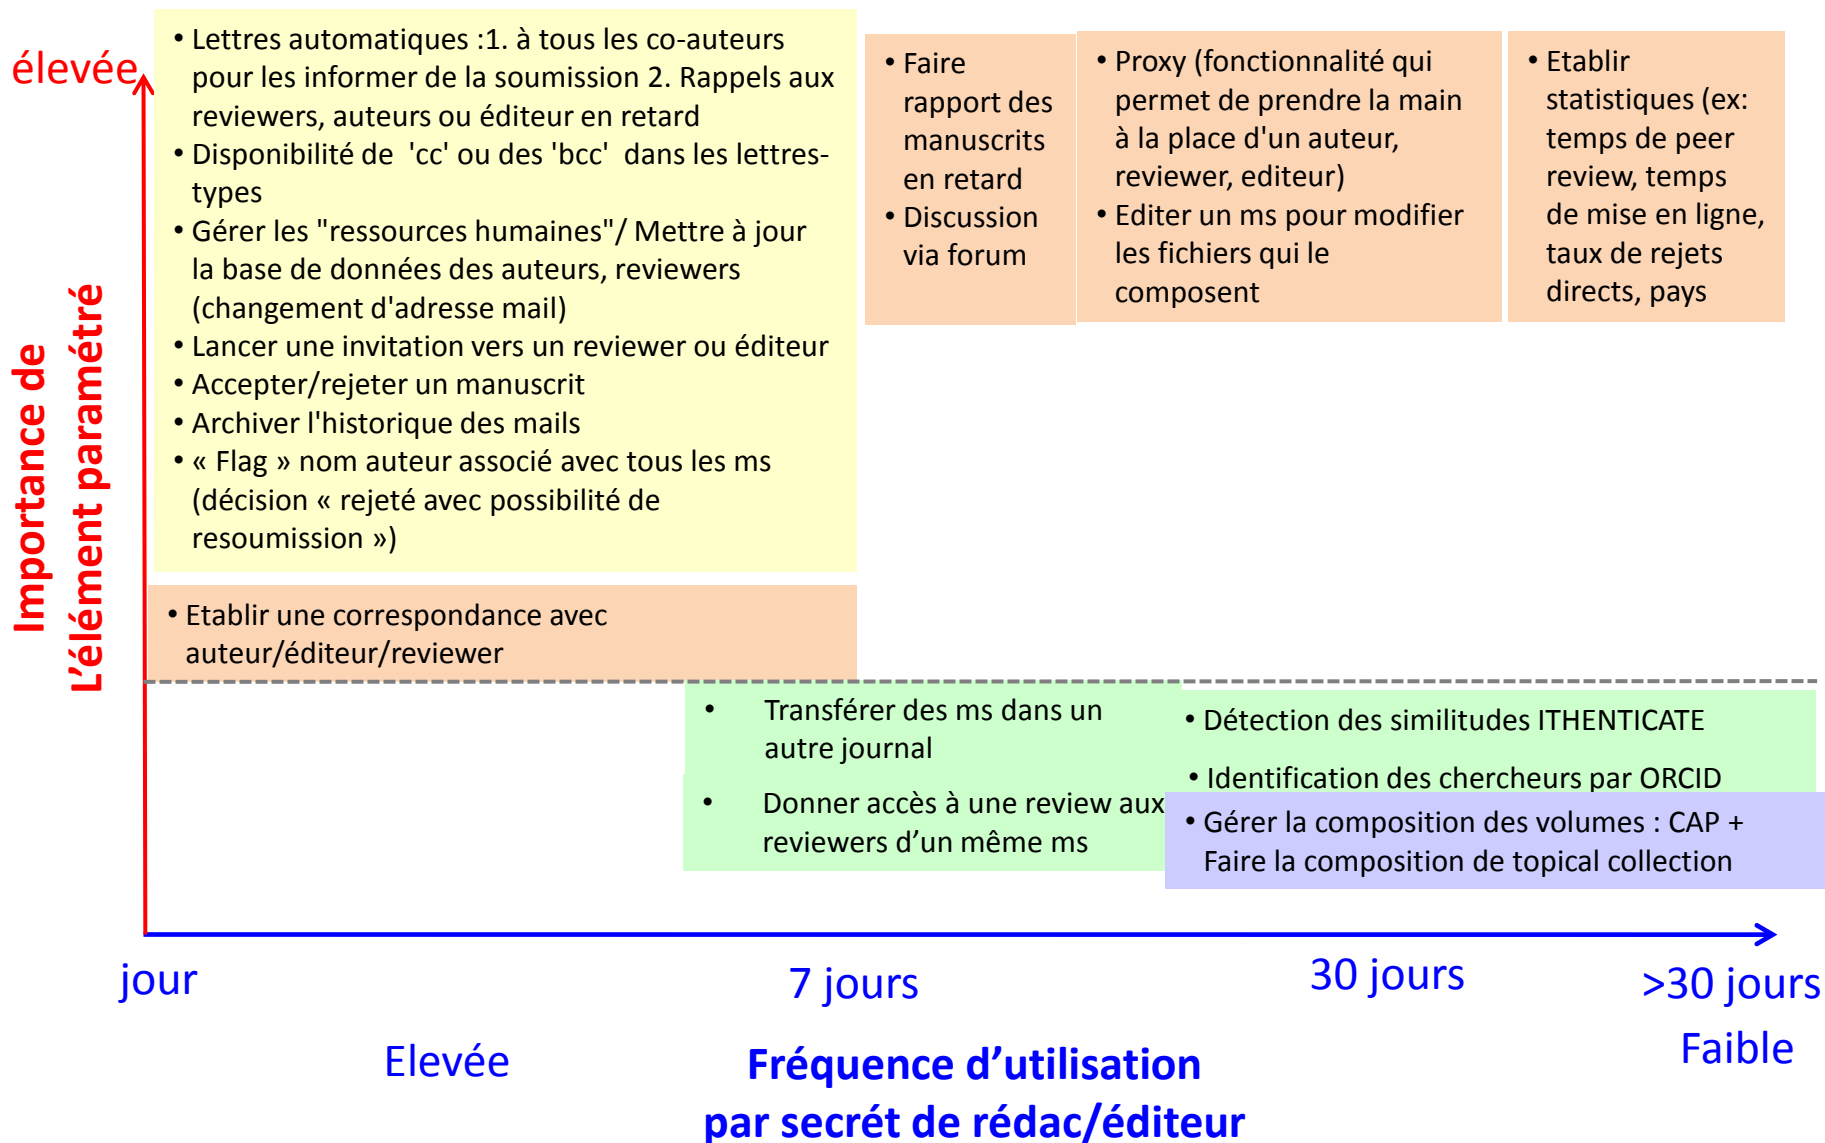 élevée
Importance de
L'élément paramétré
• Lettres automatiques :1. à tous les co-auteurs
pour les informer de la soumission 2. Rappels aux
reviewers, auteurs ou éditeur en retard
• Disponibilité de 'cc' ou des 'bcc' dans les lettres-
types
• Gérer les "ressources humaines"/ Mettre à jour
la base de données des auteurs, reviewers
(changement d'adresse mail)
• Lancer une invitation vers un reviewer ou éditeur
• Accepter/rejeter un manuscrit
• Archiver l'historique des mails
• « Flag » nom auteur associé avec tous les ms
(décision « rejeté avec possibilité de
resoumission »)
• Faire
rapport des
manuscrits
en retard
• Discussion
via forum
• Proxy (fonctionnalité qui
permet de prendre la main
à la place d'un auteur,
reviewer, editeur)
• Editer un ms pour modifier
les fichiers qui le
composent
• Etablir
statistiques (ex:
temps de peer
review, temps
de mise en ligne,
taux de rejets
directs, pays
• Etablir une correspondance avec
auteur/éditeur/reviewer
• Transférer des ms dans un
autre journal
• Donner accès à une review aux
reviewers d’un même ms
• Détection des similitudes ITHENTICATE
• Identification des chercheurs par ORCID
• Gérer la composition des volumes : CAP +
Faire la composition de topical collection
jour
7 jours
30 jours
>30 jours
Elevée
Faible
Fréquence d’utilisation
par secrét de rédac/éditeur